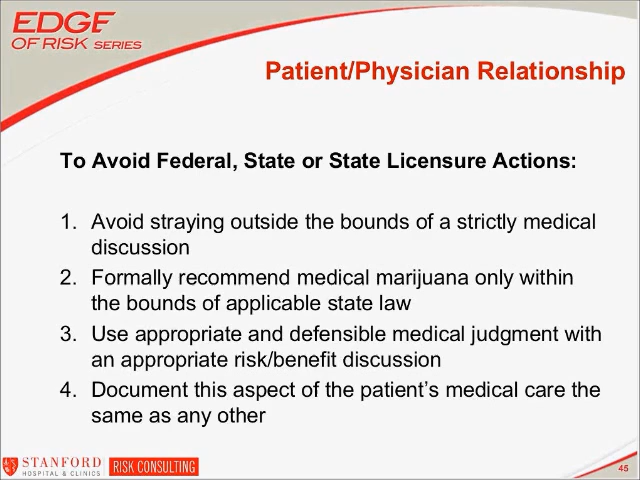 EDGE
OF RISK SERIES
Patient/Physician Relationship
To Avoid Federal, State or State Licensure Actions:
1. Avoid straying outside the bounds of a strictly medical
discussion
2. Formally recommend medical marijuana only within
the bounds of applicable state law
3. Use appropriate and defensible medical judgment with
an appropriate risk/benefit discussion
4. Document this aspect of the patient's medical care the
same as any other
STANFORD
HOSPITAL & CLINICS
RISK CONSULTING
45